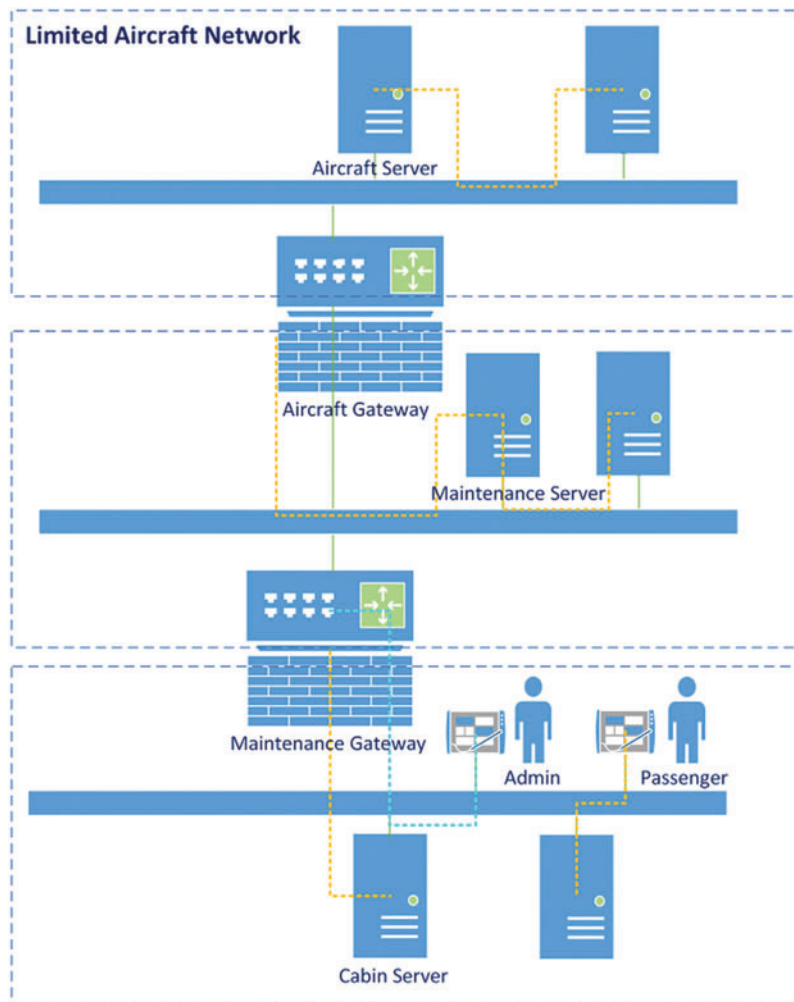 Limited Aircraft Network
Aircraft Server
Aircraft Gateway
Maintenance Server
Maintenance Gateway
Admin
Passenger
Cabin Server